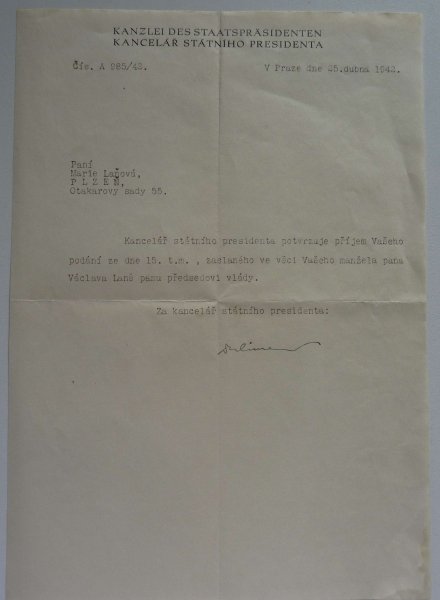 KANZLEI DES STAATSPRÄSIDENTEN
KANCELÁŘ STÁTNÍHO PRESIDENTA
Čís. A 985/42. V Praze dne 25.dubna 1942.
Paní
Marie Laňová,
P L Z E Ň,
Otakarovy sady 55.
Kancelář státního presidenta potvrzuje příjem Vašeho
podání ze dne 15. t.m. , zaslaného ve věci Vašeho manžela pana
Václava Laně panu předsedovi vlády.
Za kancelář státního presidenta: